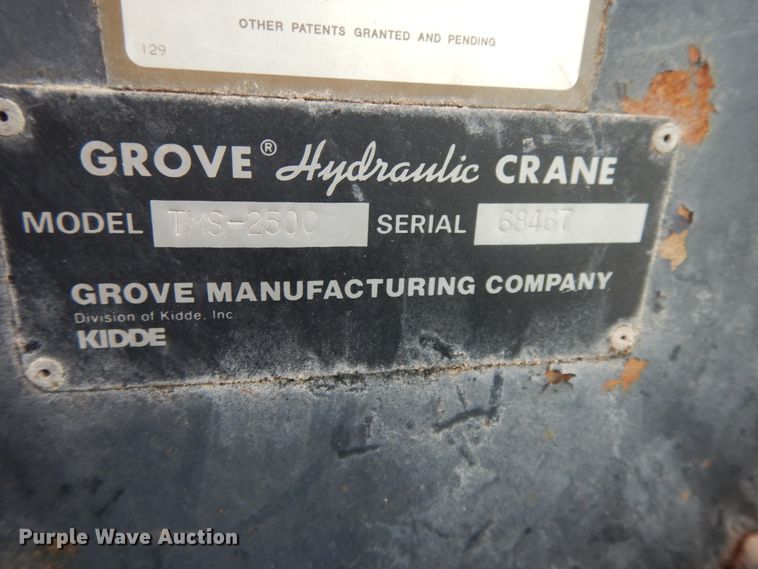 OTHER PATENTS GRANTED AND PENDING
129
GROVE® Hydraulic CRANE
MODEL TMS-250C SERIAL 68467
GROVE MANUFACTURING COMPANY
Division of Kidde, Inc.
KIDDE
Purple Wave Auction